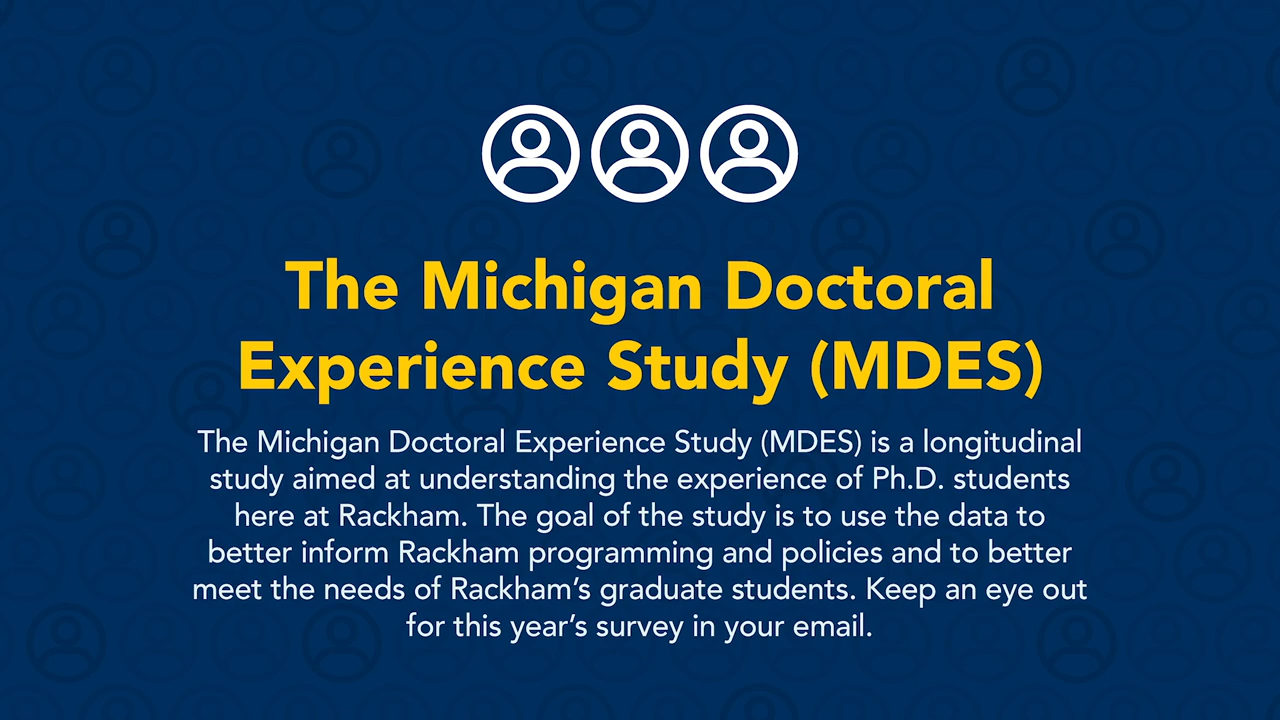 The Michigan Doctoral
Experience Study (MDES)
The Michigan Doctoral Experience Study (MDES) is a longitudinal
study aimed at understanding the experience of Ph.D. students
here at Rackham. The goal of the study is to use the data to
better inform Rackham programming and policies and to better
meet the needs of Rackham’s graduate students. Keep an eye out
for this year’s survey in your email.